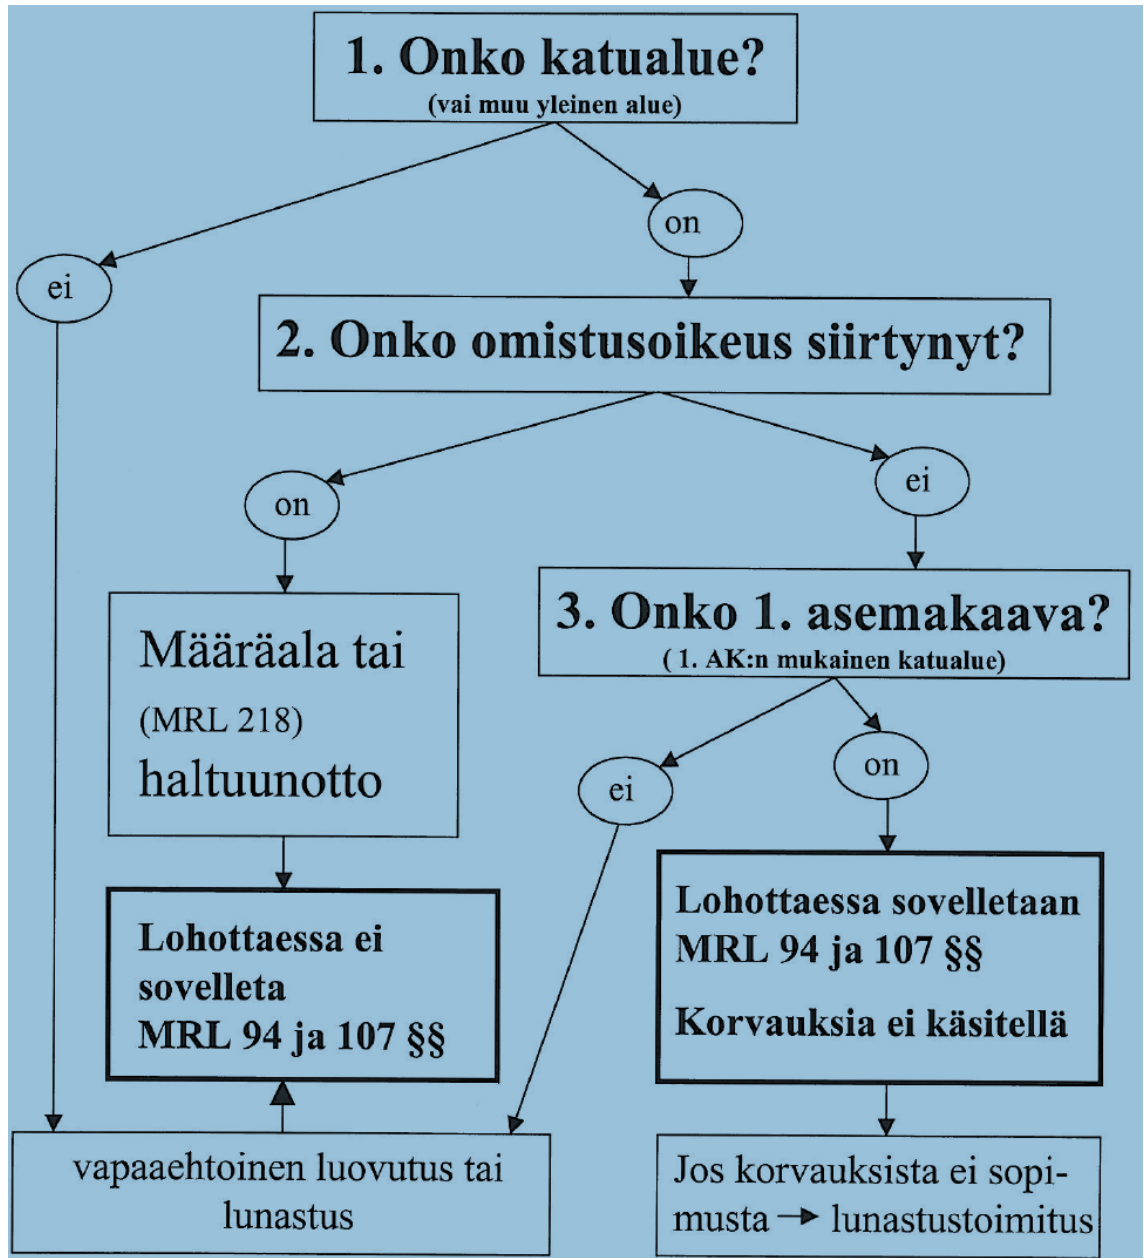 1. Onko katualue?
(vai muu yleinen alue)
on
ei
2. Onko omistusoikeus siirtynyt?
on
ei
3. Onko 1. asemakaava?
( 1. AK:n mukainen katualue)
Määräala tai
(MRL 218)
haltuunotto
ei
on
Lohottaessa ei
sovelleta
MRL 94 ja 107 §§
Lohottaessa sovelletaan
MRL 94 ja 107 §§
Korvauksia ei käsitellä
vapaaehtoinen luovutus tai
lunastus
Jos korvauksista ei sopi-
musta → lunastustoimitus